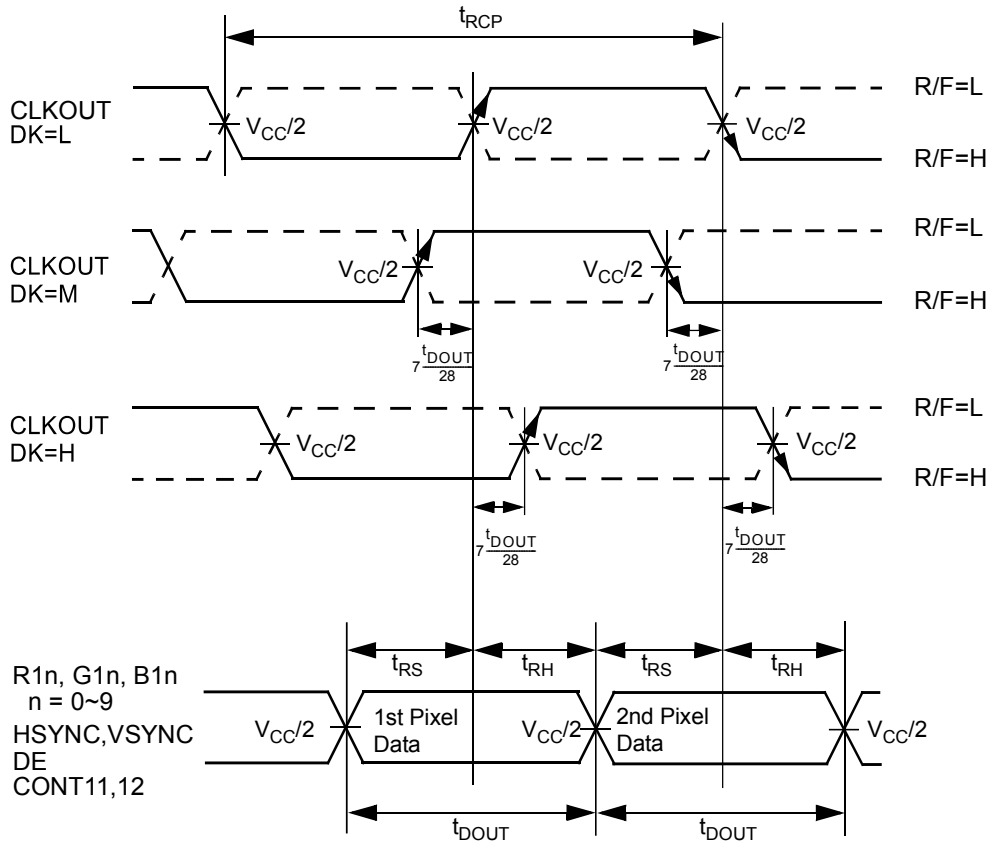 tRCP
CLKOUT
DK=L
VCC/2
VCC/2
VCC/2
R/F=L
R/F=H
CLKOUT
DK=M
VCC/2
VCC/2
R/F=L
R/F=H
7 tDOUT/28
7 tDOUT/28
CLKOUT
DK=H
VCC/2
VCC/2
VCC/2
R/F=L
R/F=H
7 tDOUT/28
7 tDOUT/28
tRS
tRH
tRS
tRH
R1n, G1n, B1n
n = 0~9
HSYNC,VSYNC
DE
CONT11,12
VCC/2
1st Pixel
Data
VCC/2
2nd Pixel
Data
VCC/2
tDOUT
tDOUT